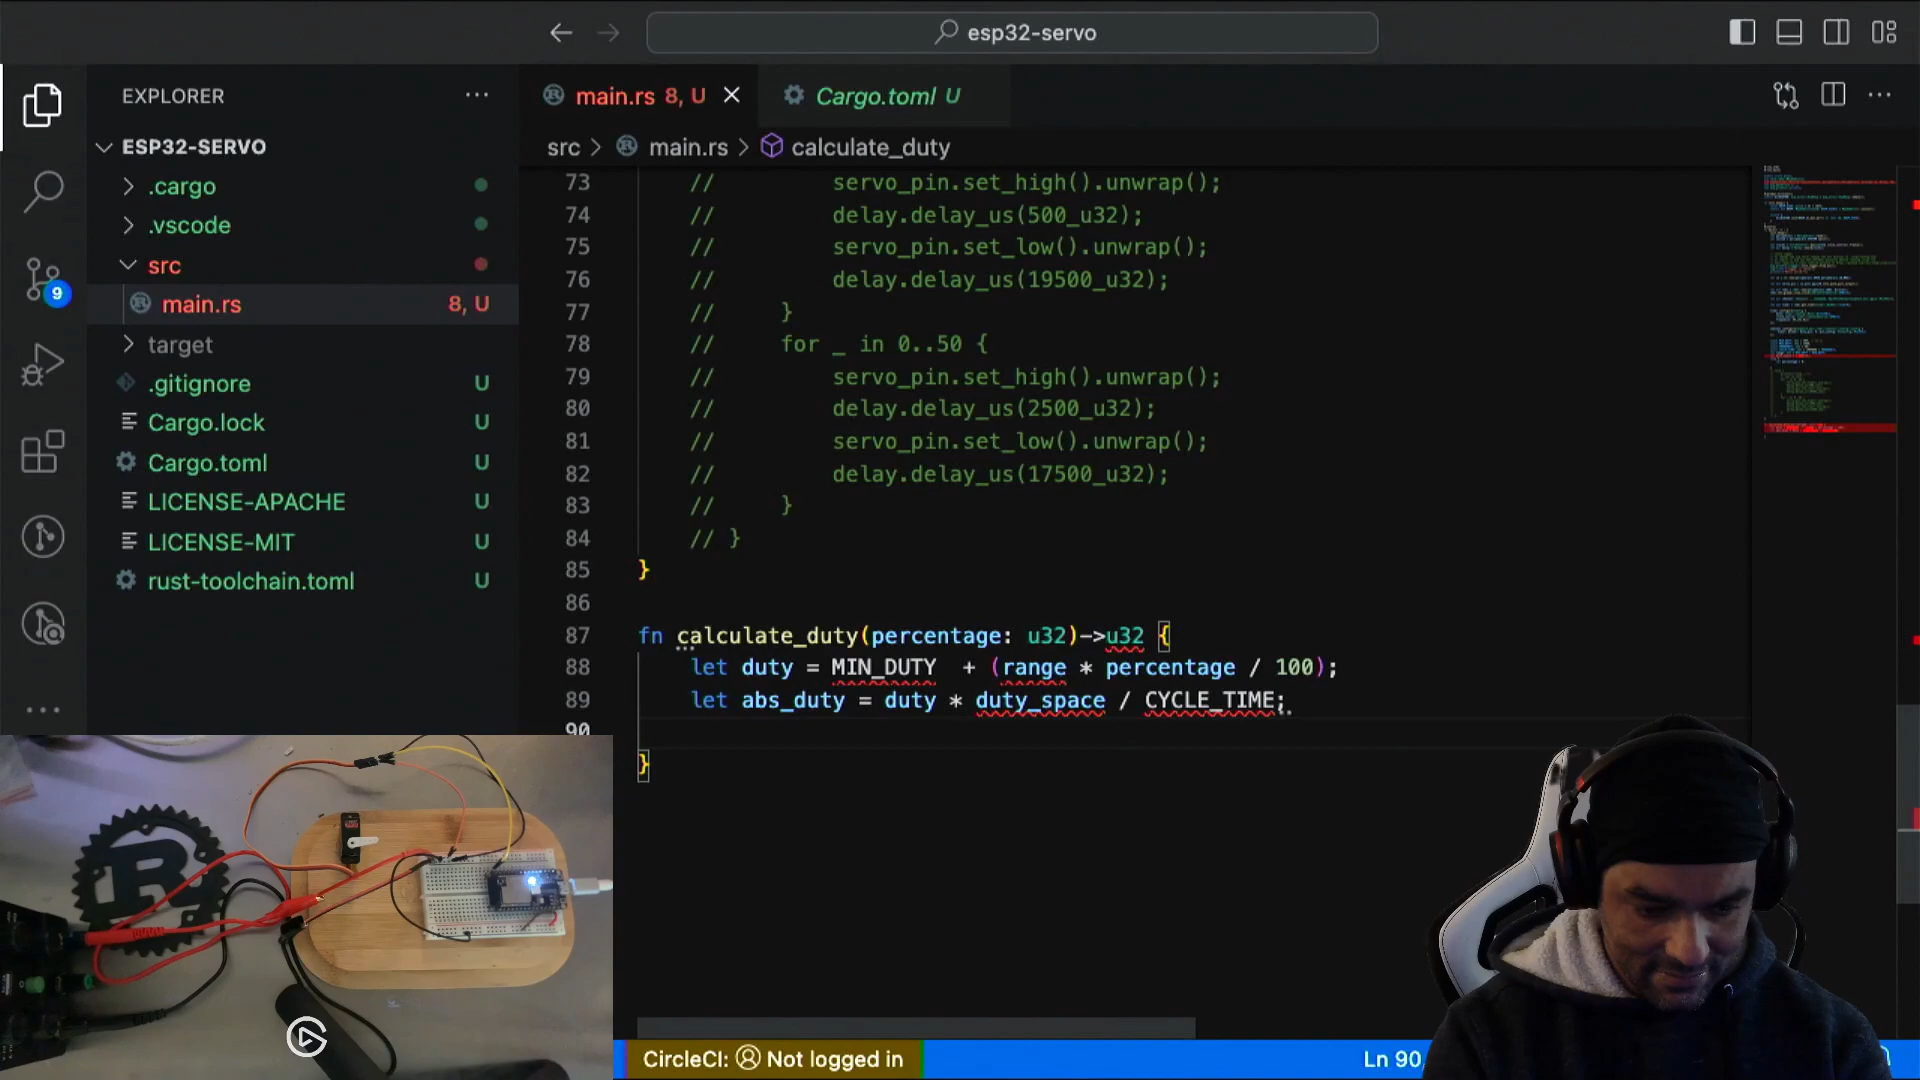 esp32-servo
EXPLORER
main.rs 8, U
Cargo.toml U
ESP32-SERVO
src > main.rs > calculate_duty
.cargo
.vscode
src
main.rs 8, U
target
.gitignore U
Cargo.lock U
Cargo.toml U
LICENSE-APACHE U
LICENSE-MIT U
rust-toolchain.toml U
9
73 // servo_pin.set_high().unwrap();
74 // delay.delay_us(500_u32);
75 // servo_pin.set_low().unwrap();
76 // delay.delay_us(19500_u32);
77 // }
78 // for _ in 0..50 {
79 // servo_pin.set_high().unwrap();
80 // delay.delay_us(2500_u32);
81 // servo_pin.set_low().unwrap();
82 // delay.delay_us(17500_u32);
83 // }
84 // }
85 }
86
87 fn calculate_duty(percentage: u32)->u32 {
88 let duty = MIN_DUTY + (range * percentage / 100);
89 let abs_duty = duty * duty_space / CYCLE_TIME;
90
}
R
CircleCI: Not logged in
Ln 90